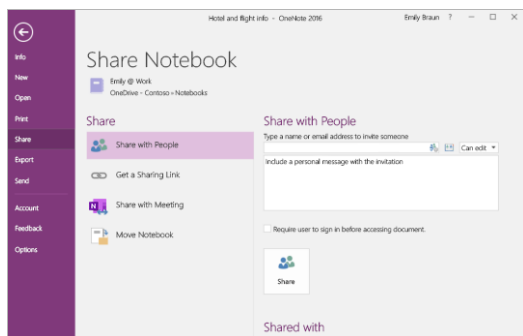 Hotel and flight info - OneNote 2016
Emily Braun ?
Info
New
Open
Print
Share
Export
Send
Account
Feedback
Options
Share Notebook
Emily @ Work
OneDrive - Contoso » Notebooks
Share
Share with People
Get a Sharing Link
Share with Meeting
Move Notebook
Share with People
Type a name or email address to invite someone
Can edit
Include a personal message with the invitation
Require user to sign in before accessing document.
Share
Shared with